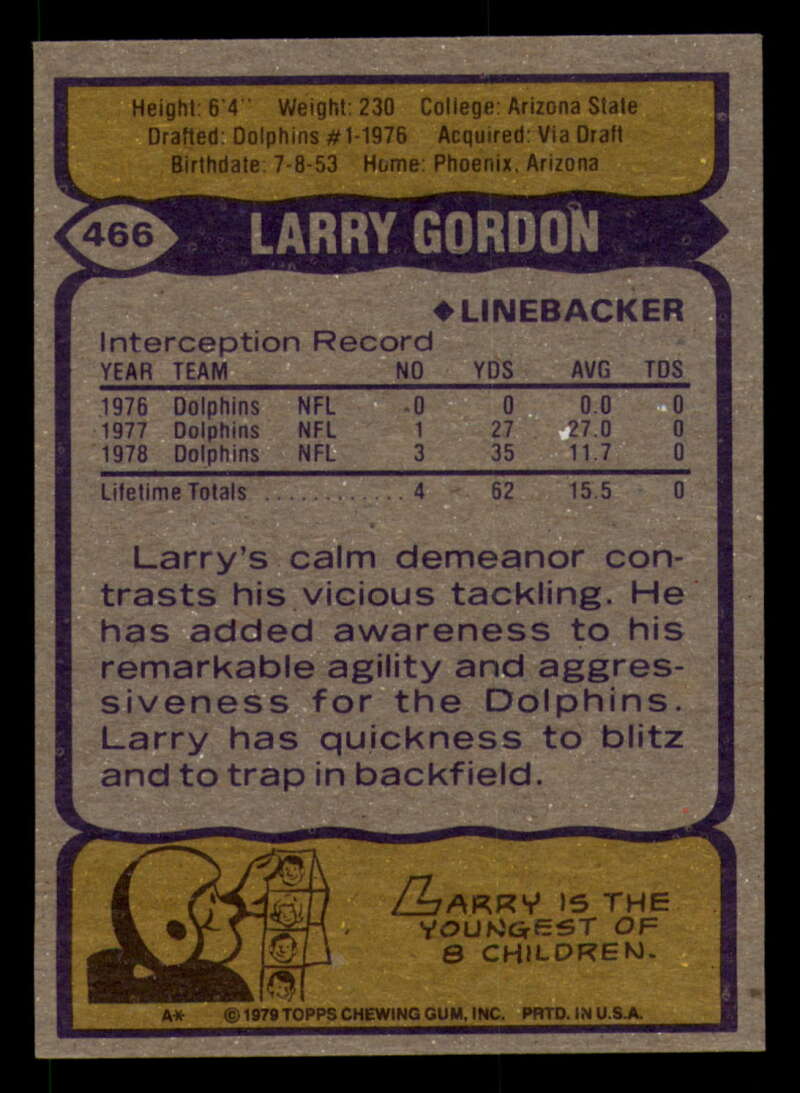 Height: 6'4" Weight: 230 College: Arizona State
Drafted: Dolphins #1-1976 Acquired: Via Draft
Birthdate: 7-8-53 Home: Phoenix, Arizona
466 LARRY GORDON
◆LINEBACKER
Interception Record
YEAR TEAM NO YDS AVG TDS
1976 Dolphins NFL 0 0 0.0 0
1977 Dolphins NFL 1 27 27.0 0
1978 Dolphins NFL 3 35 11.7 0
Lifetime Totals ............. 4 62 15.5 0
Larry's calm demeanor con-
trasts his vicious tackling. He
has added awareness to his
remarkable agility and aggres-
siveness for the Dolphins.
Larry has quickness to blitz
and to trap in backfield.
LARRY IS THE
YOUNGEST OF
8 CHILDREN.
A* ©1979 TOPPS CHEWING GUM, INC. PRTD. IN U.S.A.